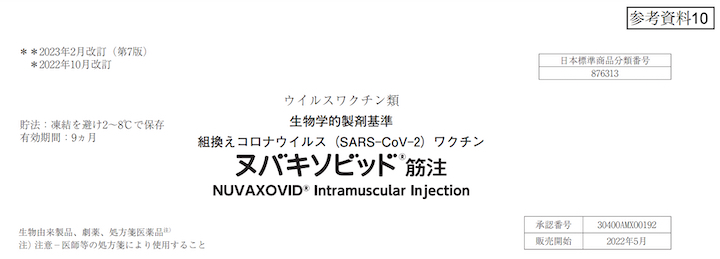 参考資料10
＊＊2023年2月改訂（第7版）
＊2022年10月改訂
日本標準商品分類番号
876313
ウイルスワクチン類
生物学的製剤基準
貯法：凍結を避け2～8℃で保存
有効期間：9ヵ月
組換えコロナウイルス（SARS-CoV-2）ワクチン
ヌバキソビッド®筋注
NUVAXOVID® Intramuscular Injection
生物由来製品、劇薬、処方箋医薬品注）
注）注意－医師等の処方箋により使用すること
承認番号 30400AMX00192
販売開始 2022年5月